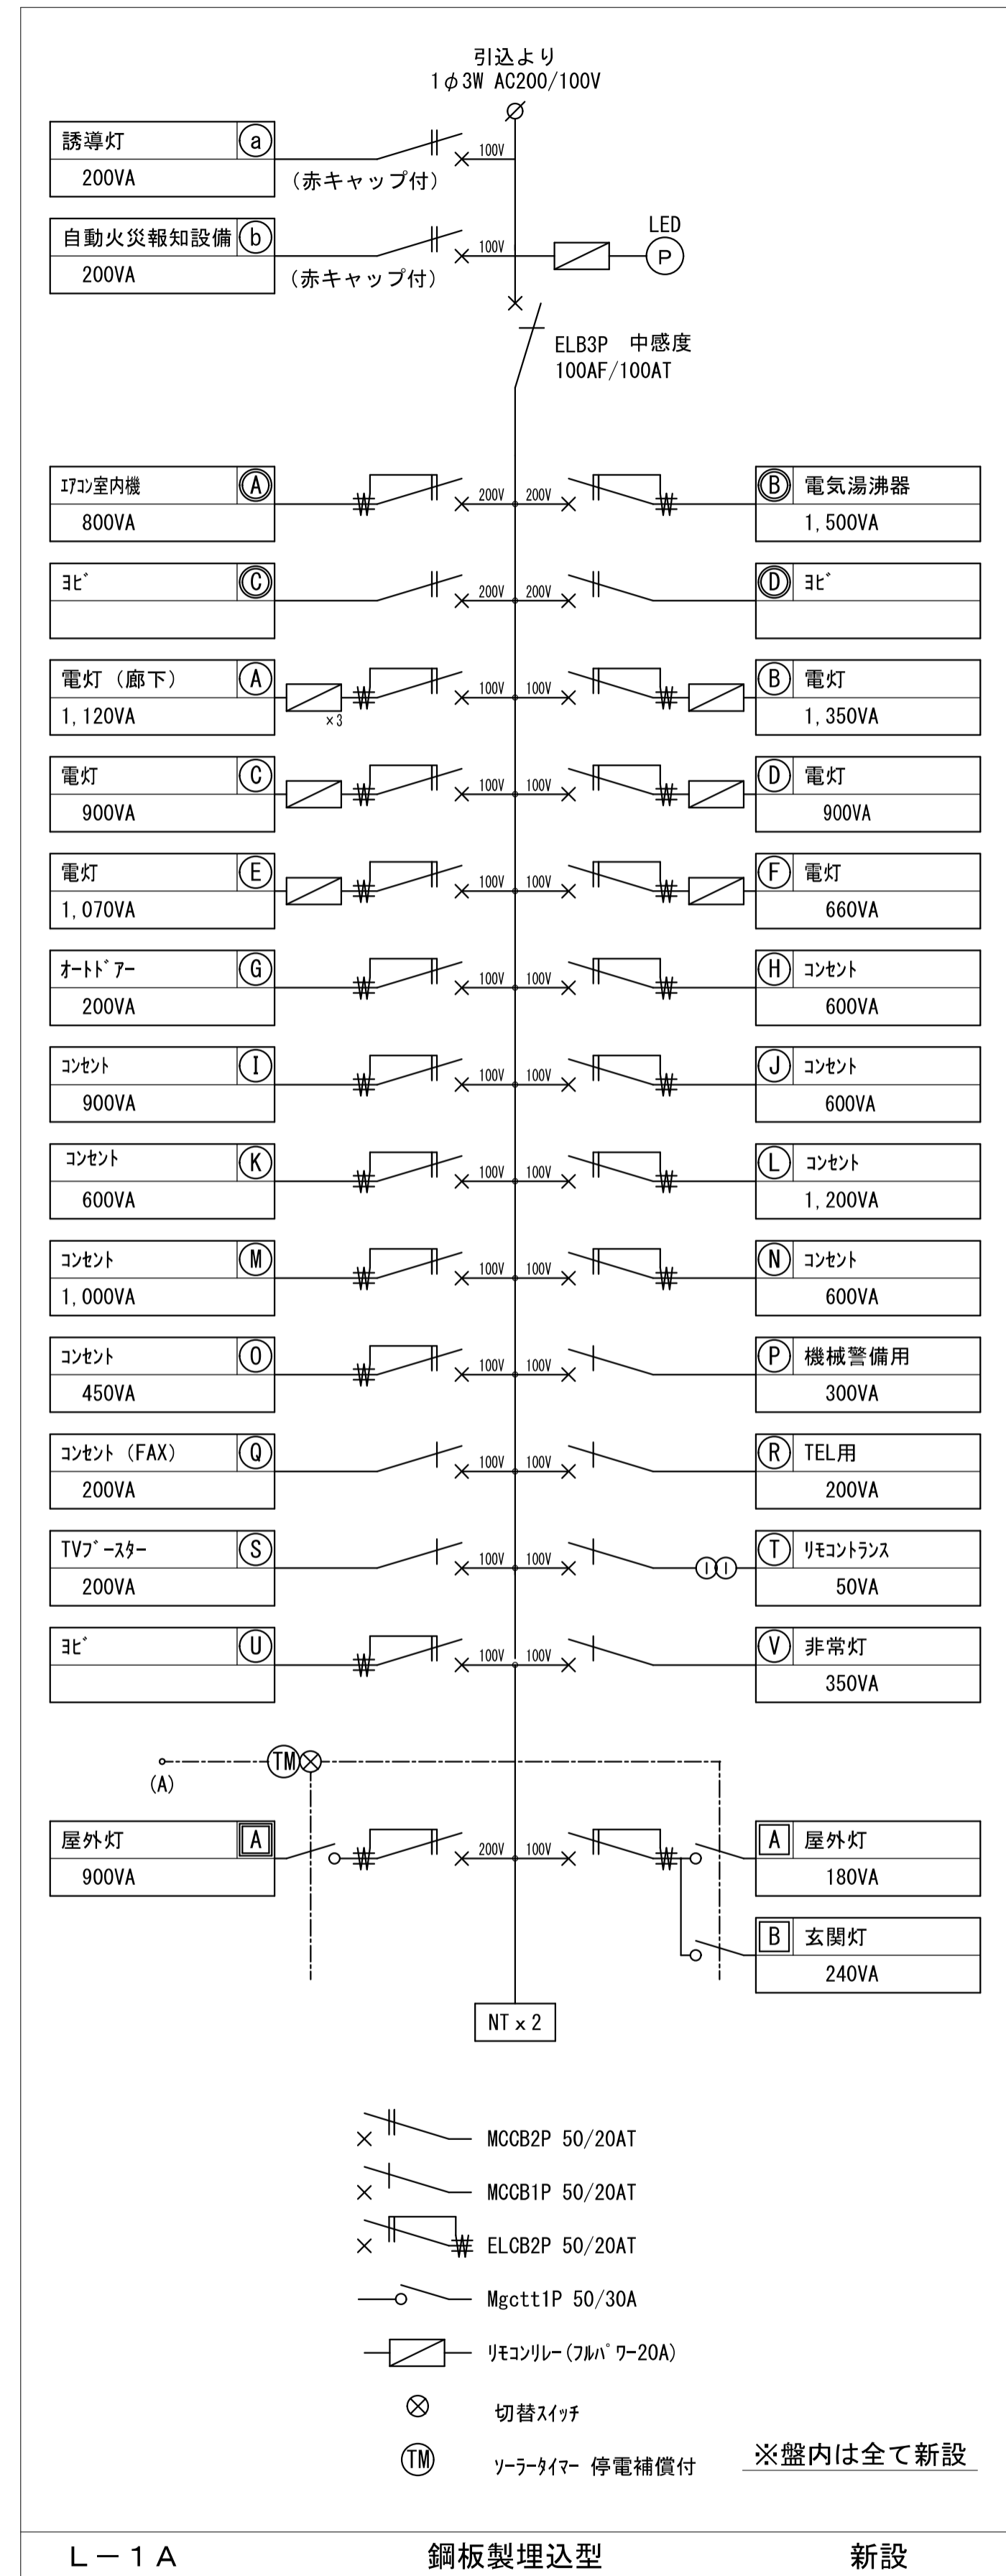 引込より
1φ3W AC200/100V
誘導灯 a
200VA
(赤キャップ付)
100V
自動火災報知設備 b
200VA
(赤キャップ付)
100V
LED
P
ELB3P 中感度
100AF/100AT
ｴｱｺﾝ室内機 A
800VA
200V 200V
B 電気湯沸器
1,500VA
ﾖﾋﾞ C
200V 200V
D ﾖﾋﾞ
電灯（廊下） A
1,120VA
×3
100V 100V
B 電灯
1,350VA
電灯 C
900VA
100V 100V
D 電灯
900VA
電灯 E
1,070VA
100V 100V
F 電灯
660VA
ｵｰﾄﾄﾞｱｰ G
200VA
100V 100V
H ｺﾝｾﾝﾄ
600VA
ｺﾝｾﾝﾄ I
900VA
100V 100V
J ｺﾝｾﾝﾄ
600VA
ｺﾝｾﾝﾄ K
600VA
100V 100V
L ｺﾝｾﾝﾄ
1,200VA
ｺﾝｾﾝﾄ M
1,000VA
100V 100V
N ｺﾝｾﾝﾄ
600VA
ｺﾝｾﾝﾄ O
450VA
100V 100V
P 機械警備用
300VA
ｺﾝｾﾝﾄ (FAX) Q
200VA
100V 100V
R TEL用
200VA
TVﾌﾞｰｽﾀｰ S
200VA
100V 100V
T ﾘﾓｺﾝﾄﾗﾝｽ
50VA
ﾖﾋﾞ U
100V 100V
V 非常灯
350VA
(A)
TM
屋外灯 A
900VA
200V 100V
A 屋外灯
180VA
B 玄関灯
240VA
NT x 2
MCCB2P 50/20AT
MCCB1P 50/20AT
ELCB2P 50/20AT
Mgctt1P 50/30A
ﾘﾓｺﾝﾘﾚｰ(ﾌﾙﾊﾟﾜｰ20A)
切替ｽｲｯﾁ
TM ｿｰﾗｰﾀｲﾏｰ 停電補償付
※盤内は全て新設
Ｌ－１Ａ 鋼板製埋込型 新設